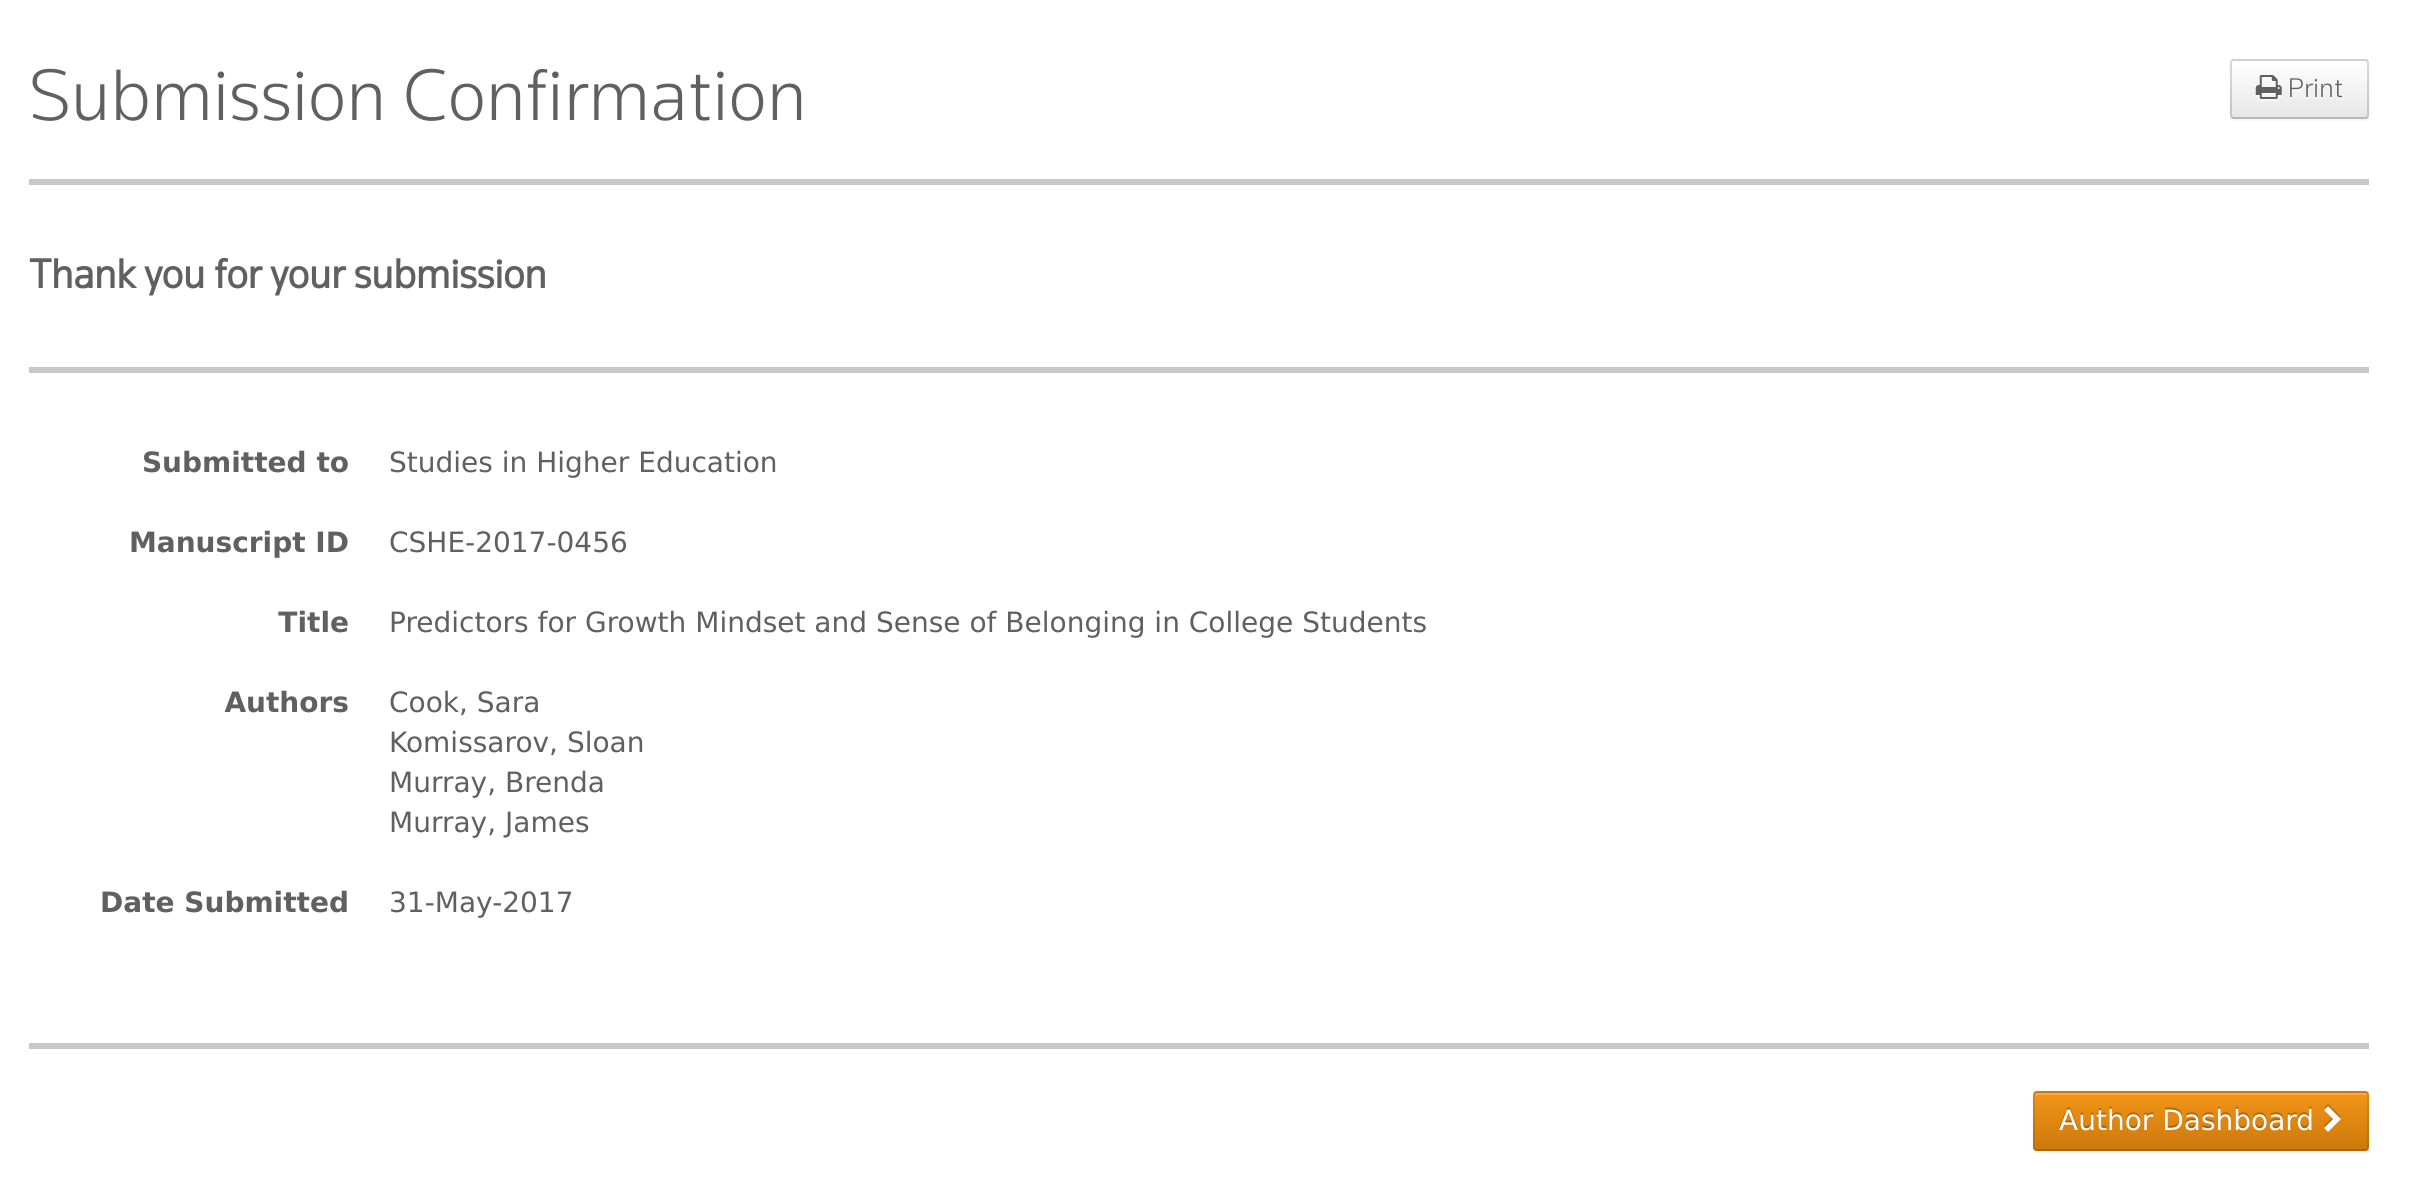 Submission Confirmation
Print
Thank you for your submission
Submitted to Studies in Higher Education
Manuscript ID CSHE-2017-0456
Title Predictors for Growth Mindset and Sense of Belonging in College Students
Authors Cook, Sara
Komissarov, Sloan
Murray, Brenda
Murray, James
Date Submitted 31-May-2017
Author Dashboard